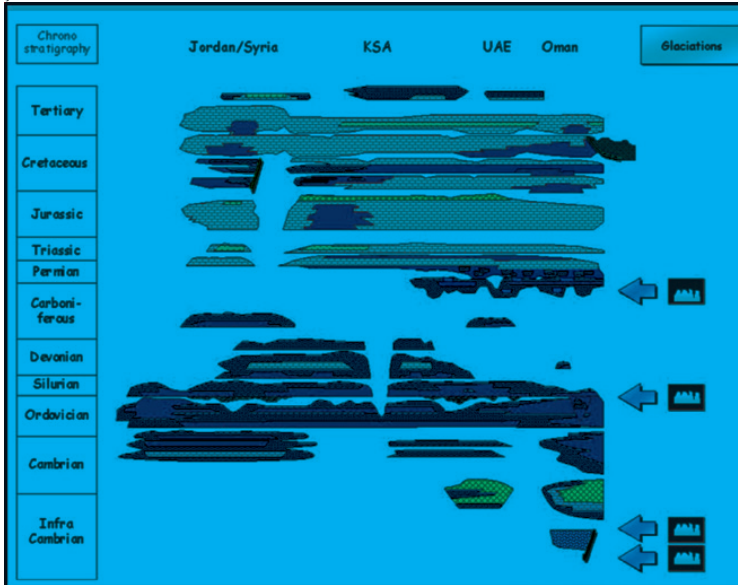 Chrono
stratigraphy
Jordan/Syria KSA UAE Oman
Glaciations
Tertiary
Cretaceous
Jurassic
Triassic
Permian
Carboni-
ferous
Devonian
Silurian
Ordovician
Cambrian
Infra
Cambrian